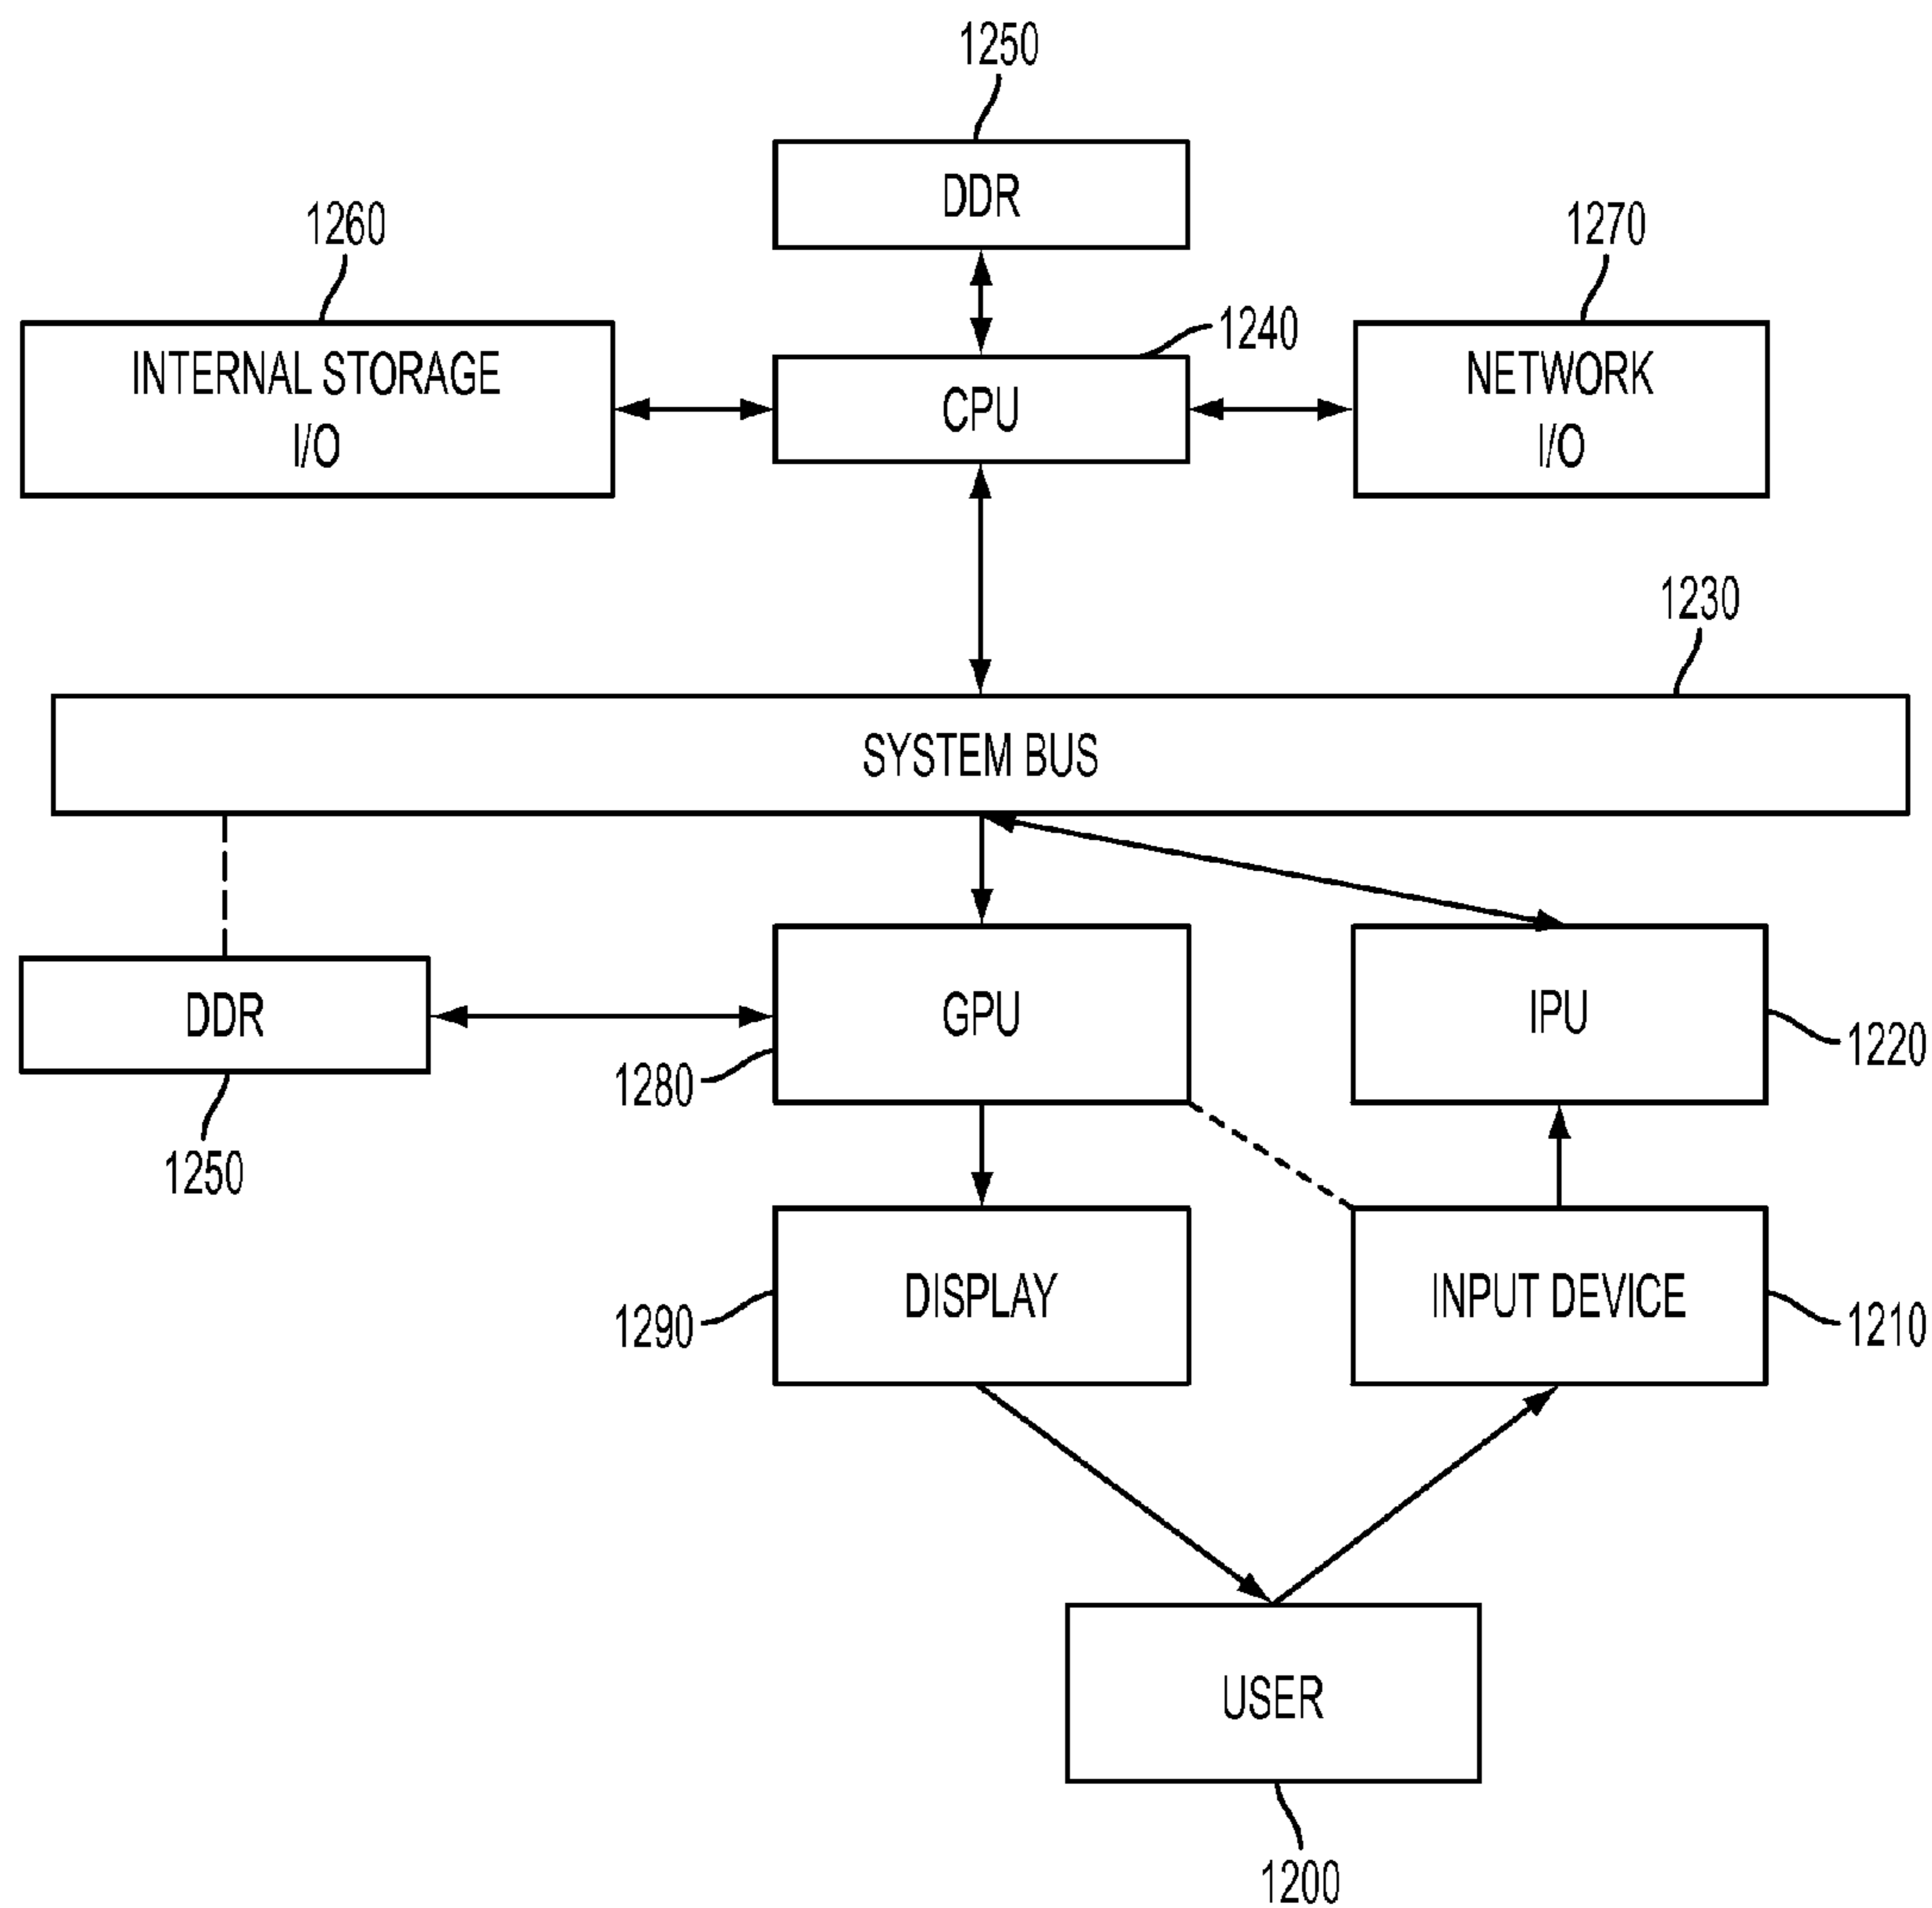 1250
DDR
1260
1270
1240
INTERNAL STORAGE
I/O
CPU
NETWORK
I/O
1230
SYSTEM BUS
DDR
GPU
IPU
1220
1280
1250
DISPLAY
INPUT DEVICE
1290
1210
USER
1200